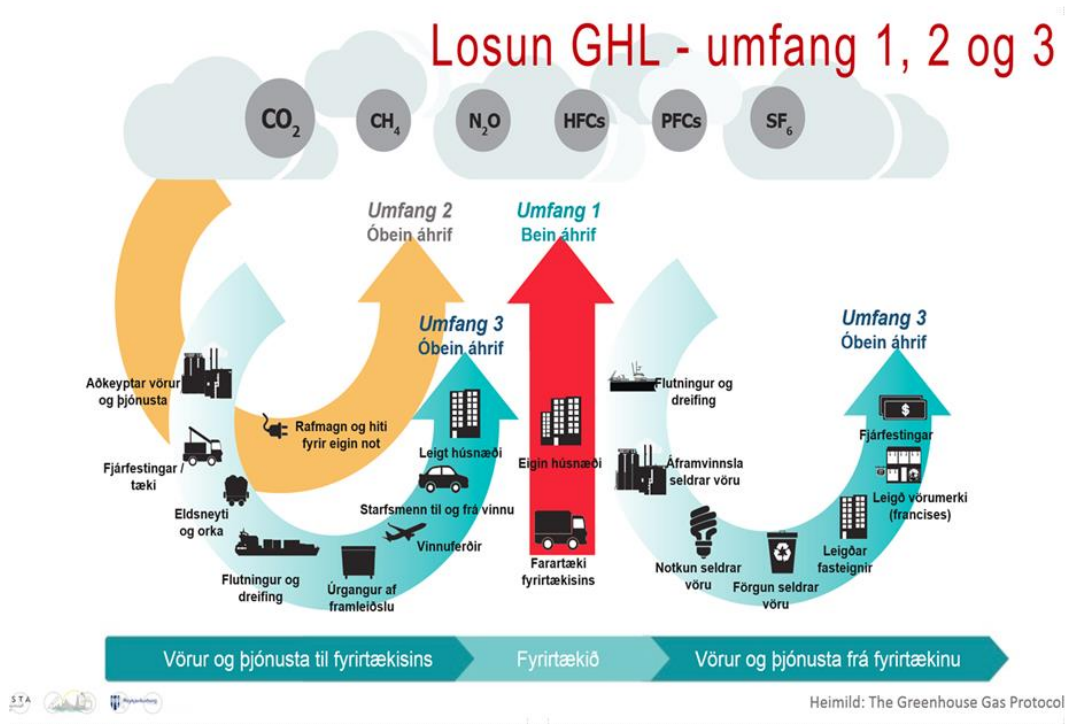 Losun GHL - umfang 1, 2 og 3
CO2
CH4
N2O
HFCs
PFCs
SF6
Umfang 2
Óbein áhrif
Umfang 1
Bein áhrif
Umfang 3
Óbein áhrif
Umfang 3
Óbein áhrif
Aðkeyptar vörur
og þjónusta
Fjárfestingar /
tæki
Eldsneyti
og orka
Flutningur og
dreifing
Úrgangur af
framleiðslu
Vinnuferðir
Starfsmenn til og frá vinnu
Leigt húsnæði
Rafmagn og hiti
fyrir eigin not
Eigin húsnæði
Farartæki
fyrirtækisins
Flutningur og
dreifing
Áframvinnsla
seldrar vöru
Notkun seldrar
vöru
Förgun seldrar
vöru
Leigðar
fasteignir
Leigð vörumerki
(francises)
Fjárfestingar
$
Vörur og þjónusta til fyrirtækisins
Fyrirtækið
Vörur og þjónusta frá fyrirtækinu
STA
Reykjavíkurborg
Heimild: The Greenhouse Gas Protocol